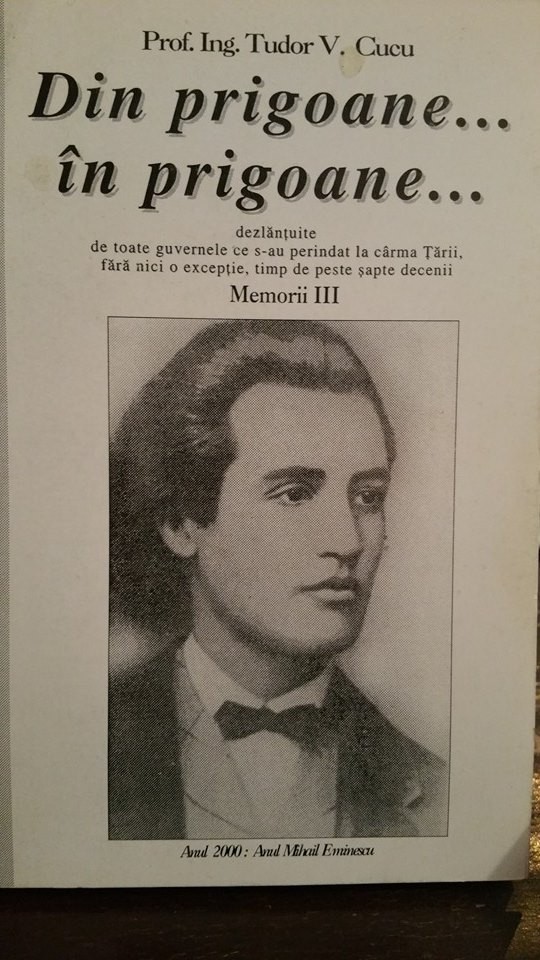 Prof. Ing. Tudor V. Cucu
Din prigoane...
în prigoane...
dezlănțuite
de toate guvernele ce s-au perindat la cârma Țării,
fără nici o excepție, timp de peste șapte decenii
Memorii III
Anul 2000 : Anul Mihail Eminescu